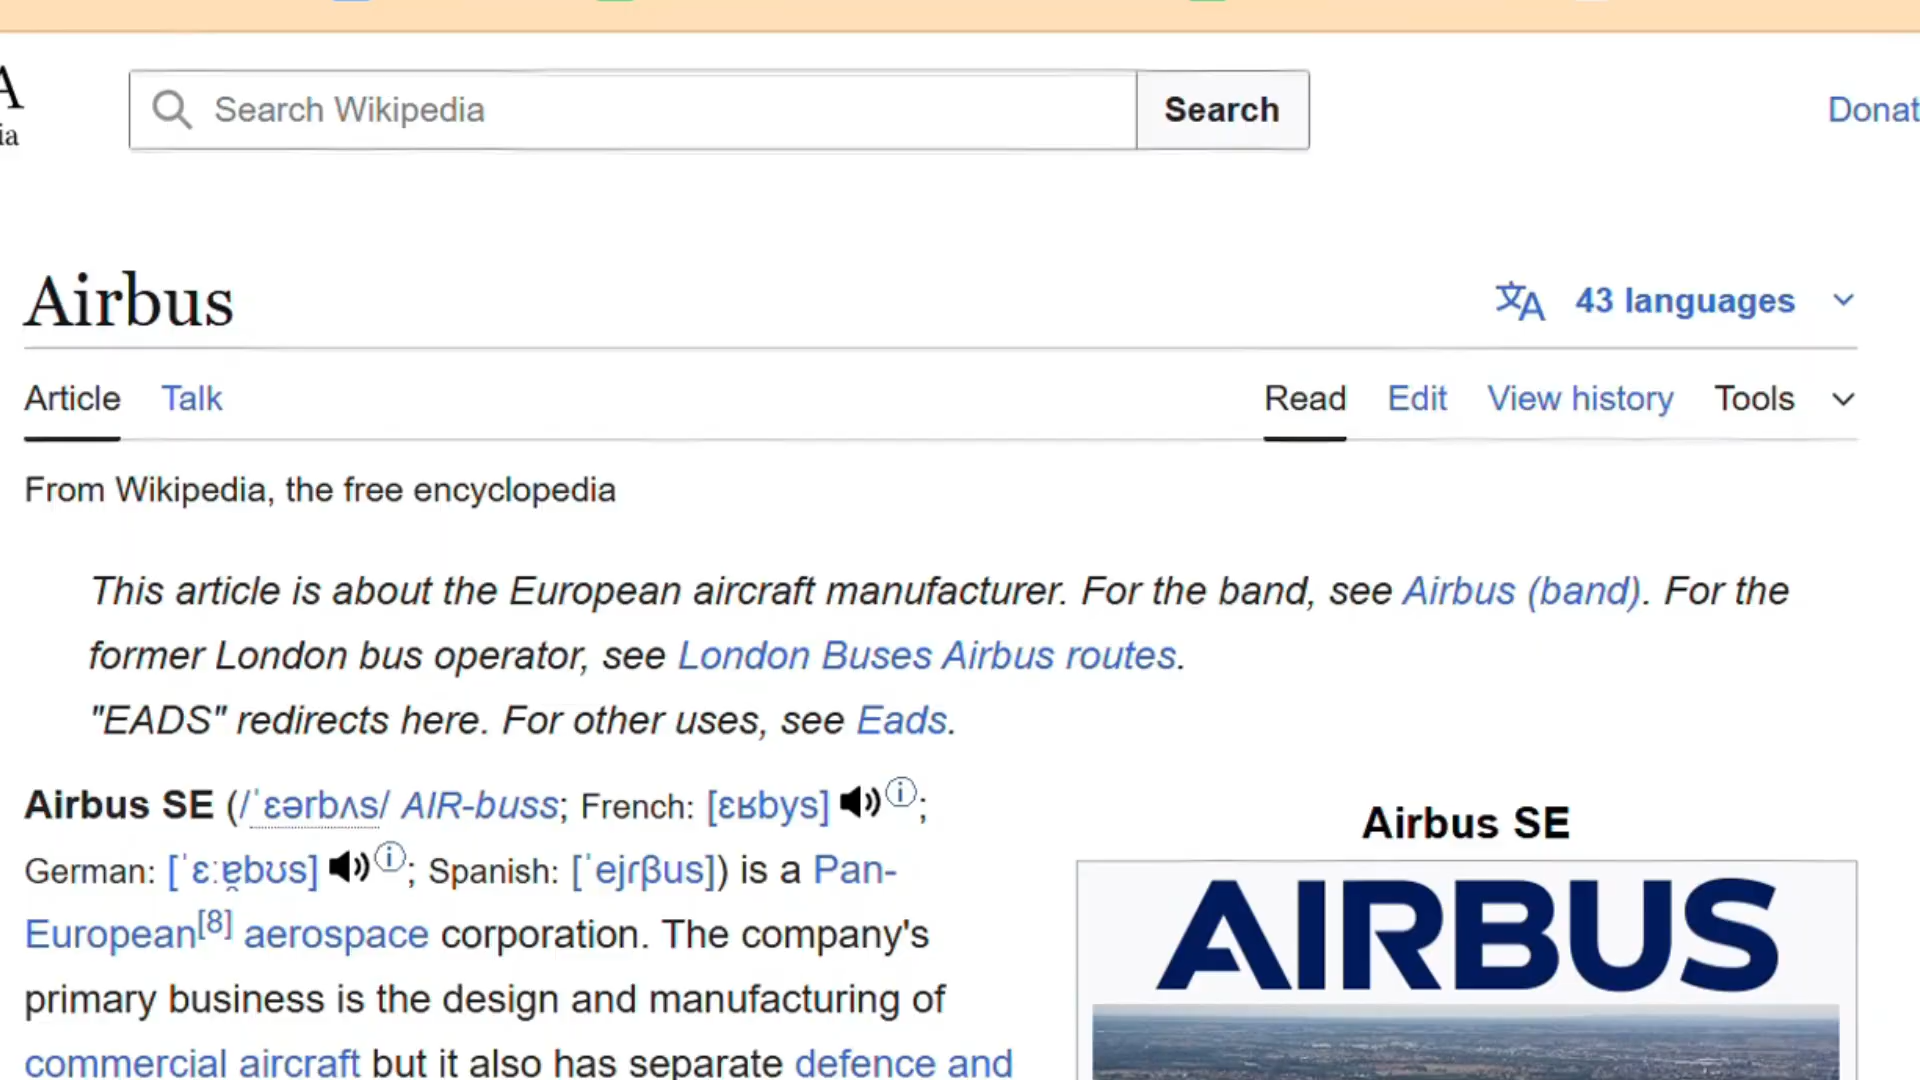 A
ia
Search Wikipedia
Search
Donat
Airbus
43 languages
Article Talk
Read Edit View history Tools
From Wikipedia, the free encyclopedia
This article is about the European aircraft manufacturer. For the band, see Airbus (band). For the
former London bus operator, see London Buses Airbus routes.
"EADS" redirects here. For other uses, see Eads.
Airbus SE (/ˈɛərbʌs/ AIR-buss; French: [ɛʁbys] ;
German: [ˈɛːɐ̯bʊs] ; Spanish: [ˈejɾβus]) is a Pan-
European[8] aerospace corporation. The company's
primary business is the design and manufacturing of
commercial aircraft but it also has separate defence and
Airbus SE
AIRBUS